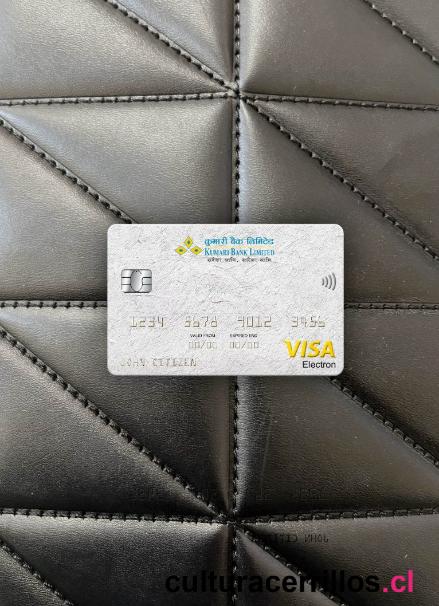 कुमारी बैंक लिमिटेड
KUMARI BANK LIMITED
1234 5678 9012 3456
VALID FROM
EXPIRES END
00/00 00/00
JOHN CITIZEN
VISA
Electron
culturacerrillos.cl